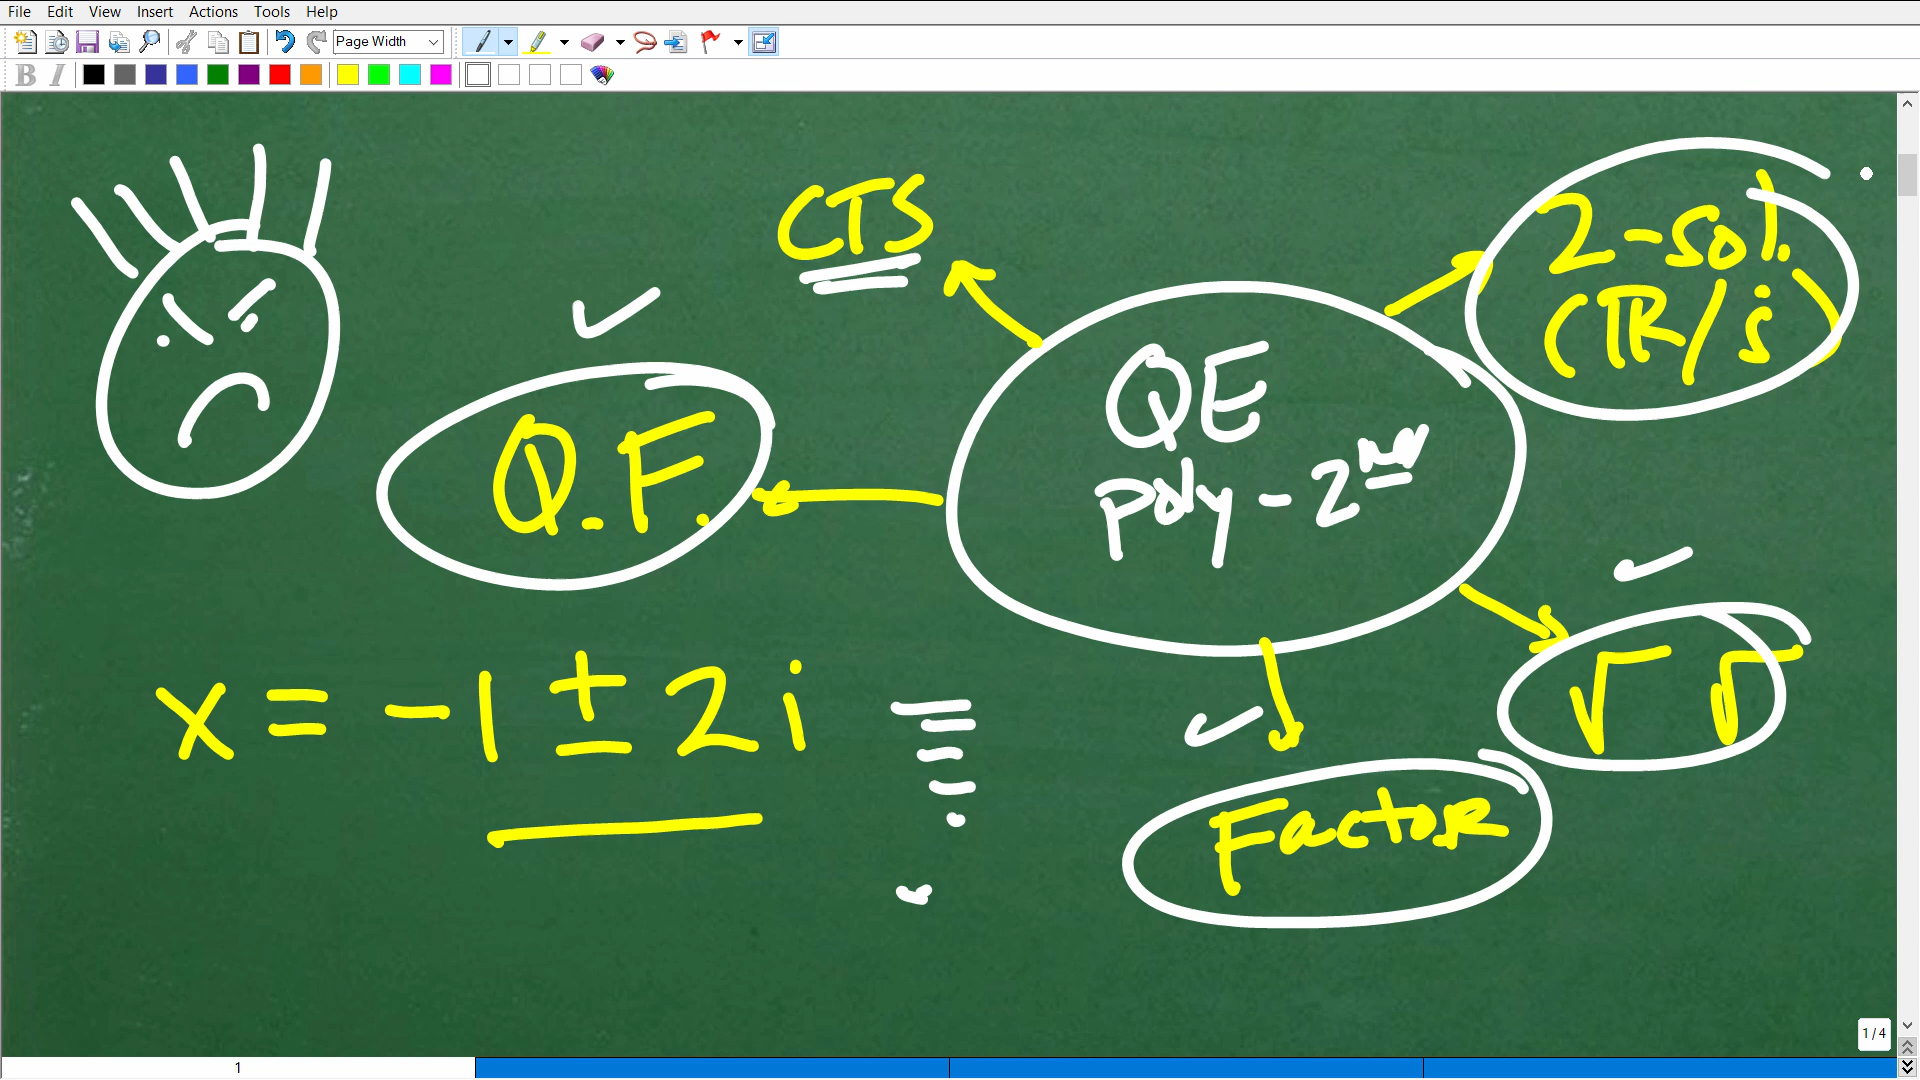 File Edit View Insert Actions Tools Help
Page Width
B I
CTS
2-sol.
(R/i)
QE
poly-2nd
Q.F.
√ √
x = -1 ± 2i
Factor
1 / 4
1